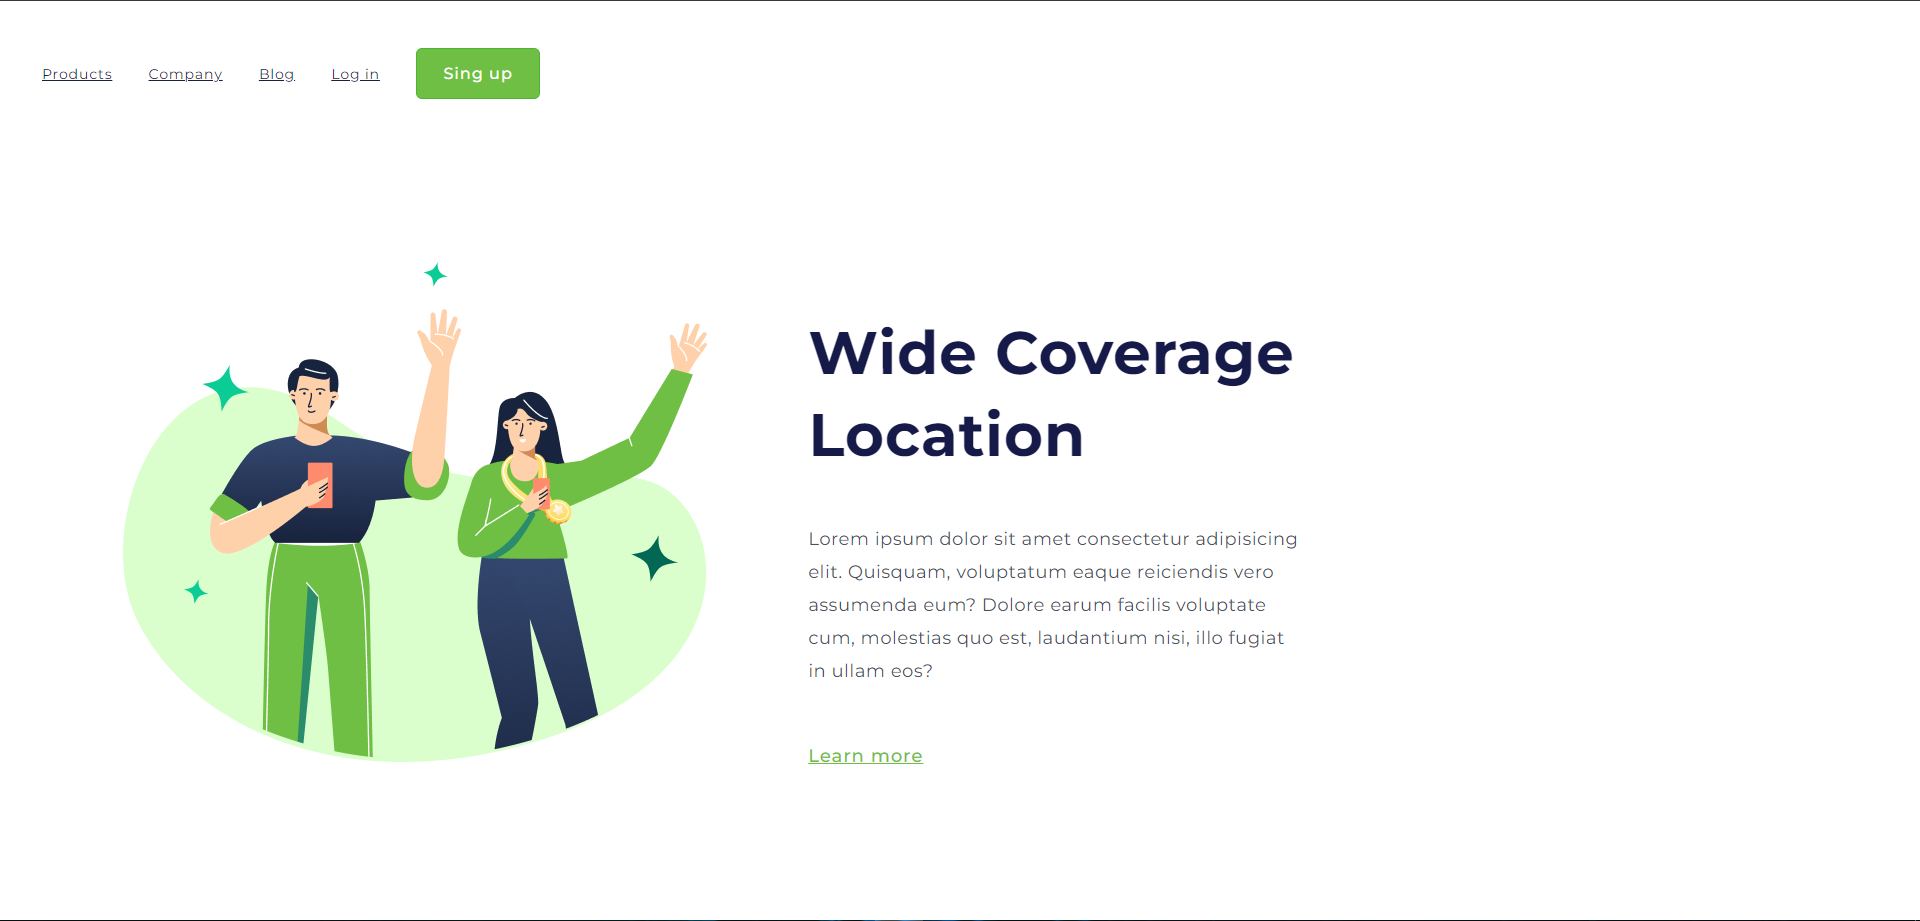 Products Company Blog Log in Sing up
Wide Coverage
Location
Lorem ipsum dolor sit amet consectetur adipisicing
elit. Quisquam, voluptatum eaque reiciendis vero
assumenda eum? Dolore earum facilis voluptate
cum, molestias quo est, laudantium nisi, illo fugiat
in ullam eos?
Learn more